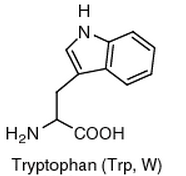 H
N
H₂N COOH
Tryptophan (Trp, W)